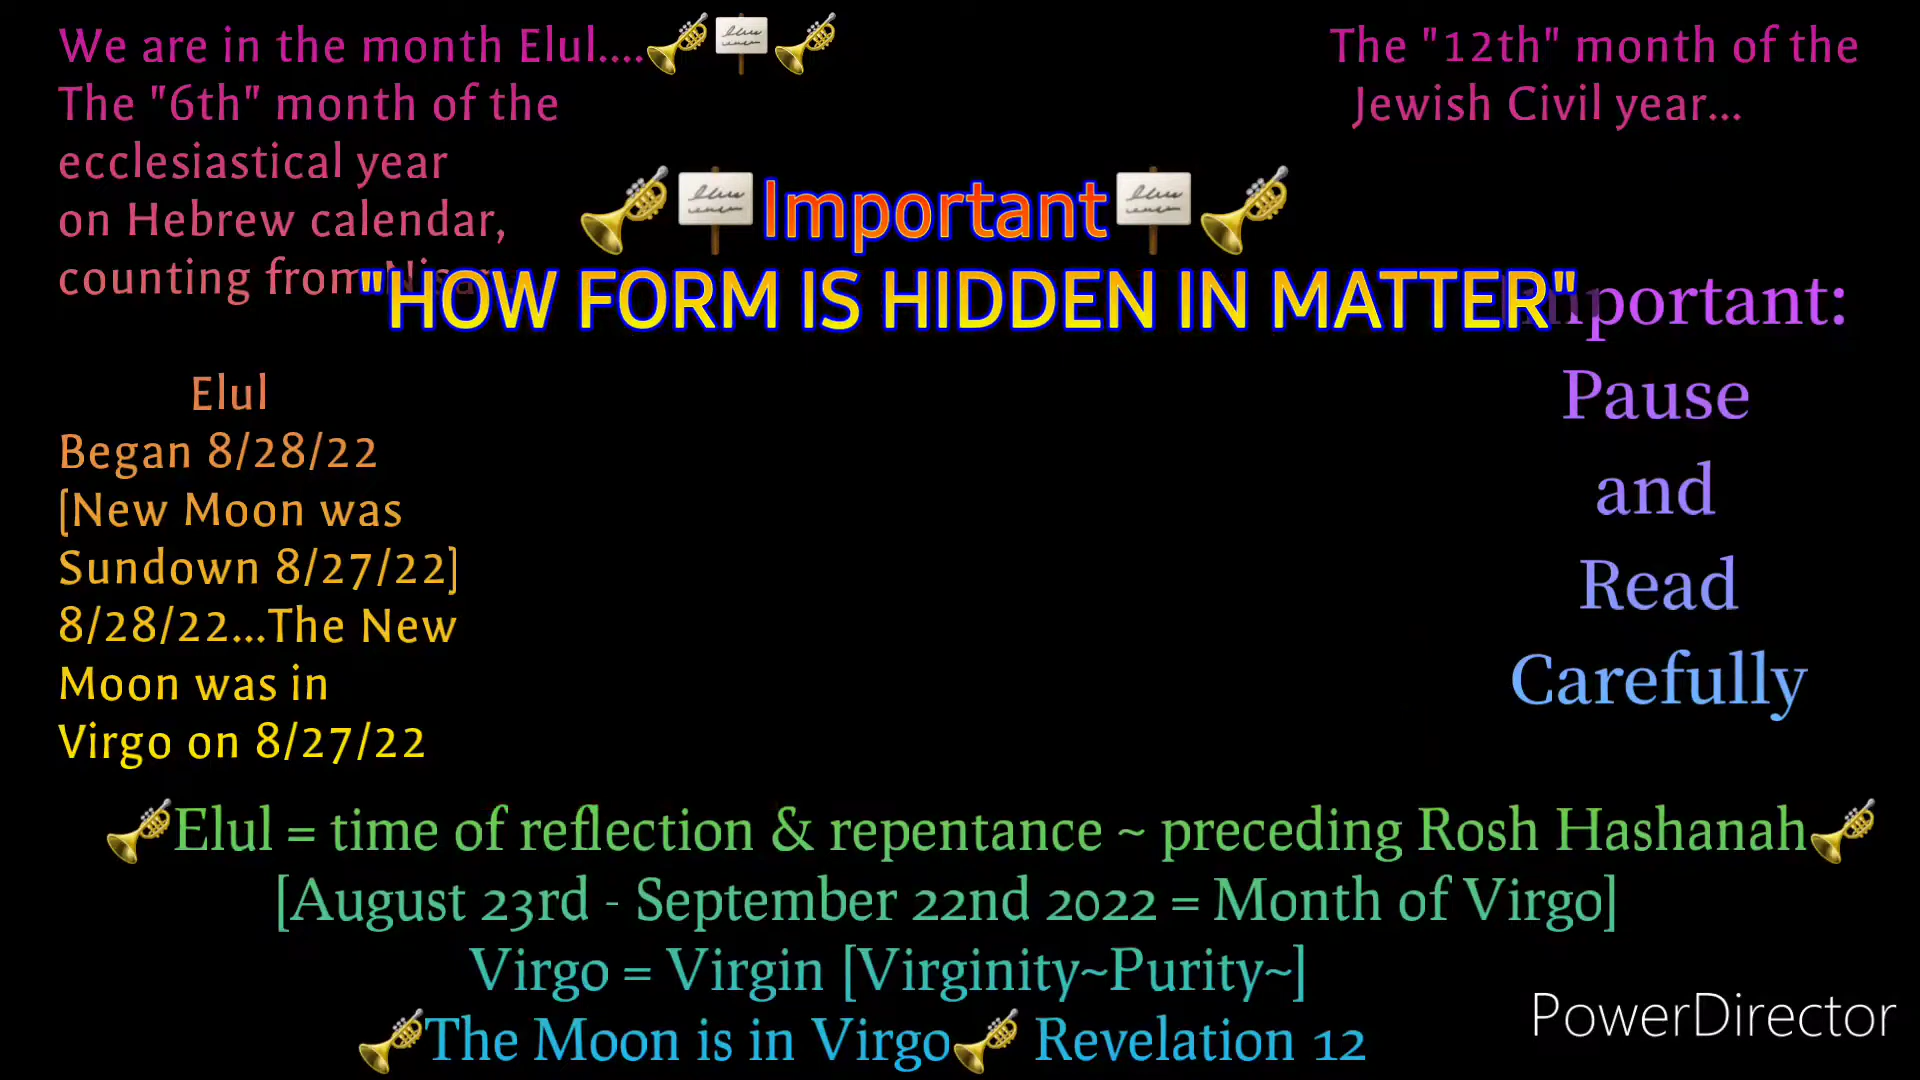 We are in the month Elul....
The "6th" month of the
ecclesiastical year
on Hebrew calendar,
counting from
The "12th" month of the
Jewish Civil year...
Important
"HOW FORM IS HIDDEN IN MATTER"
Important:
Pause
and
Read
Carefully
Elul
Began 8/28/22
[New Moon was
Sundown 8/27/22]
8/28/22...The New
Moon was in
Virgo on 8/27/22
Elul = time of reflection & repentance ~ preceding Rosh Hashanah
[August 23rd - September 22nd 2022 = Month of Virgo]
Virgo = Virgin [Virginity~Purity~]
The Moon is in Virgo Revelation 12
PowerDirector